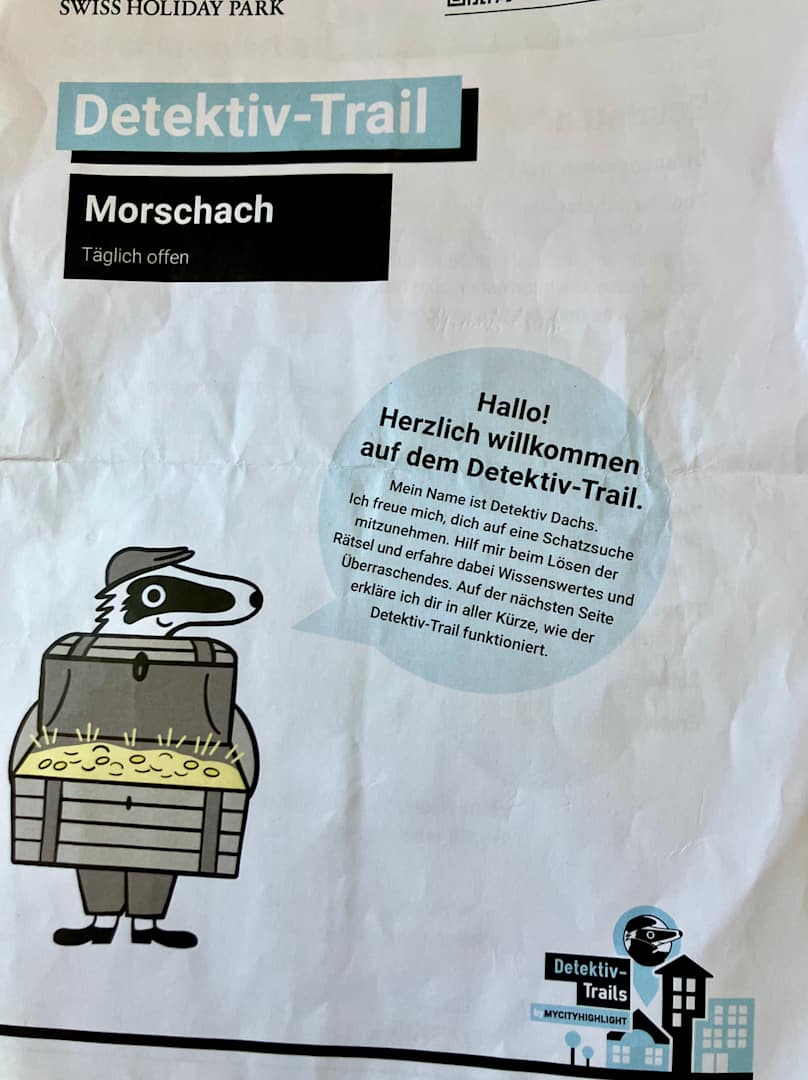 SWISS HOLIDAY PARK
Detektiv-Trail
Morschach
Täglich offen
Hallo!
Herzlich willkommen
auf dem Detektiv-Trail.
Mein Name ist Detektiv Dachs.
Ich freue mich, dich auf eine Schatzsuche
mitzunehmen. Hilf mir beim Lösen der
Rätsel und erfahre dabei Wissenswertes und
Überraschendes. Auf der nächsten Seite
erkläre ich dir in aller Kürze, wie der
Detektiv-Trail funktioniert.
Detektiv-
Trails
by MYCITYHIGHLIGHT